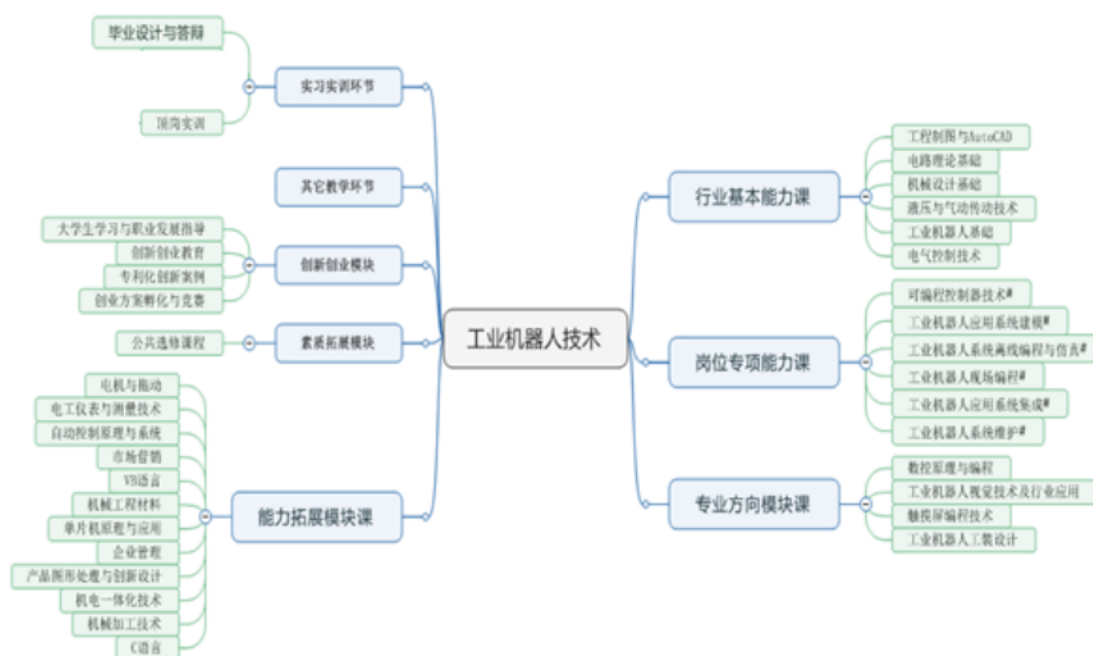 工业机器人技术
行业基本能力课
工程制图与AutoCAD
电路理论基础
机械设计基础
液压与气动传动技术
工业机器人基础
电气控制技术
岗位专项能力课
可编程控制器技术#
工业机器人应用系统建模#
工业机器人系统离线编程与仿真#
工业机器人现场编程#
工业机器人应用系统集成#
工业机器人系统维护#
专业方向模块课
数控原理与编程
工业机器人视觉技术及行业应用
触摸屏编程技术
工业机器人工装设计
实习实训环节
毕业设计与答辩
顶岗实训
其它教学环节
创新创业模块
大学生学习与职业发展指导
创新创业教育
专利化创新案例
创业方案孵化与竞赛
素质拓展模块
公共选修课程
能力拓展模块课
电机与拖动
电工仪表与测量技术
自动控制原理与系统
市场营销
VB语言
机械工程材料
单片机原理与应用
企业管理
产品图形处理与创新设计
机电一体化技术
机械加工技术
C语言